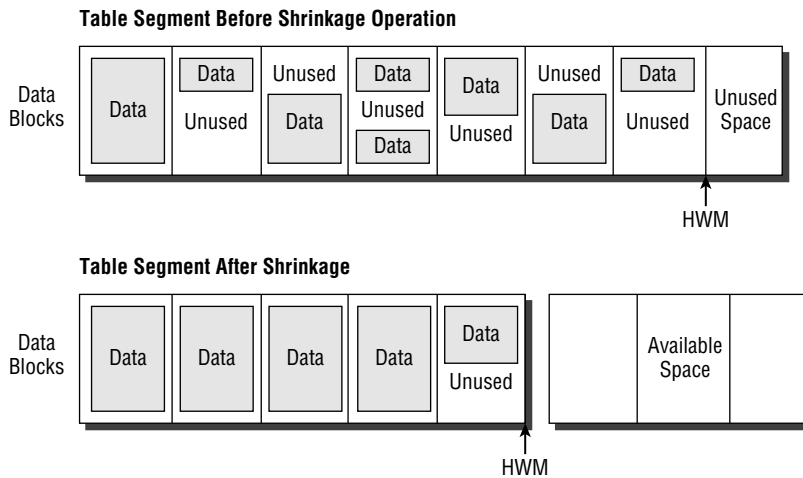 Table Segment Before Shrinkage Operation
Data
Blocks
Data
Data
Unused
Unused
Data
Data
Unused
Data
Data
Unused
Unused
Data
Data
Unused
Unused
Space
HWM
Table Segment After Shrinkage
Data
Blocks
Data
Data
Data
Data
Data
Unused
Available
Space
HWM